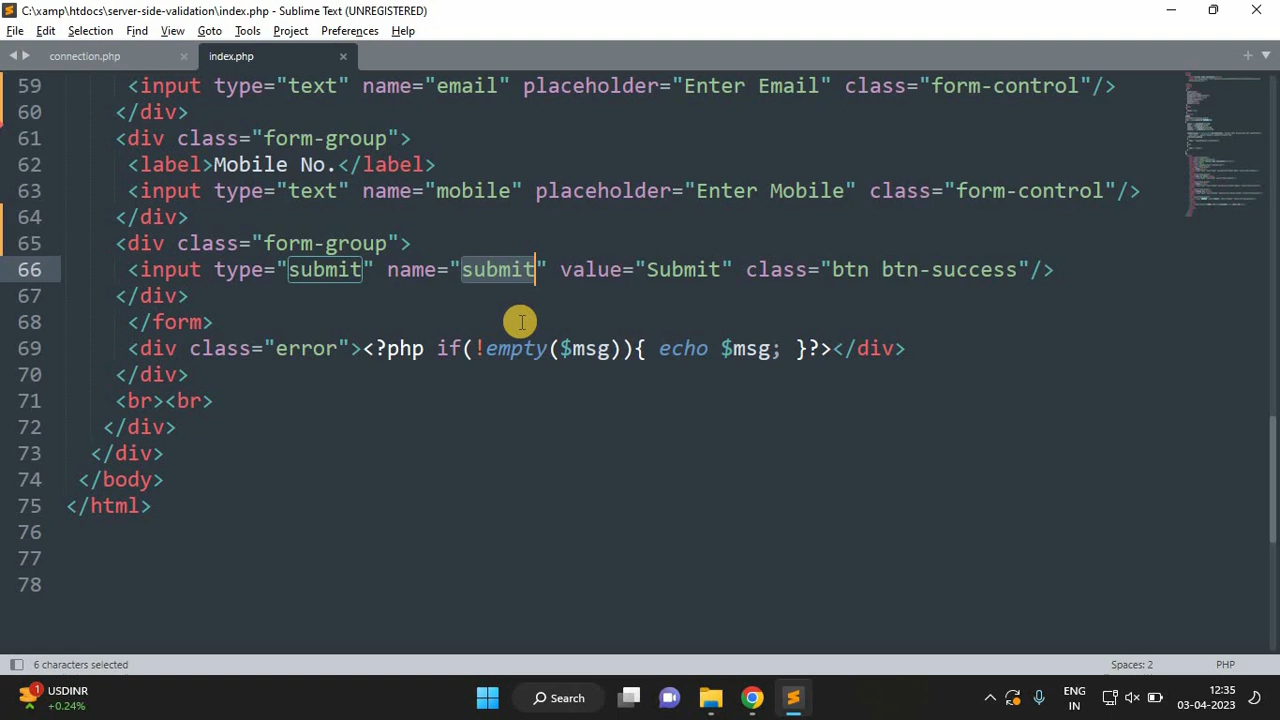 C:\xamp\htdocs\server-side-validation\index.php - Sublime Text (UNREGISTERED)
File Edit Selection Find View Goto Tools Project Preferences Help
connection.php index.php
59 <input type="text" name="email" placeholder="Enter Email" class="form-control"/>
60 </div>
61 <div class="form-group">
62 <label>Mobile No.</label>
63 <input type="text" name="mobile" placeholder="Enter Mobile" class="form-control"/>
64 </div>
65 <div class="form-group">
66 <input type="submit" name="submit" value="Submit" class="btn btn-success"/>
67 </div>
68 </form>
69 <div class="error"><?php if(!empty($msg)){ echo $msg; }?></div>
70 </div>
71 <br><br>
72 </div>
73 </div>
74 </body>
75 </html>
76
77
78
6 characters selected Spaces: 2 PHP
1 USDINR
+0.24%
Search
ENG
IN
12:35
03-04-2023